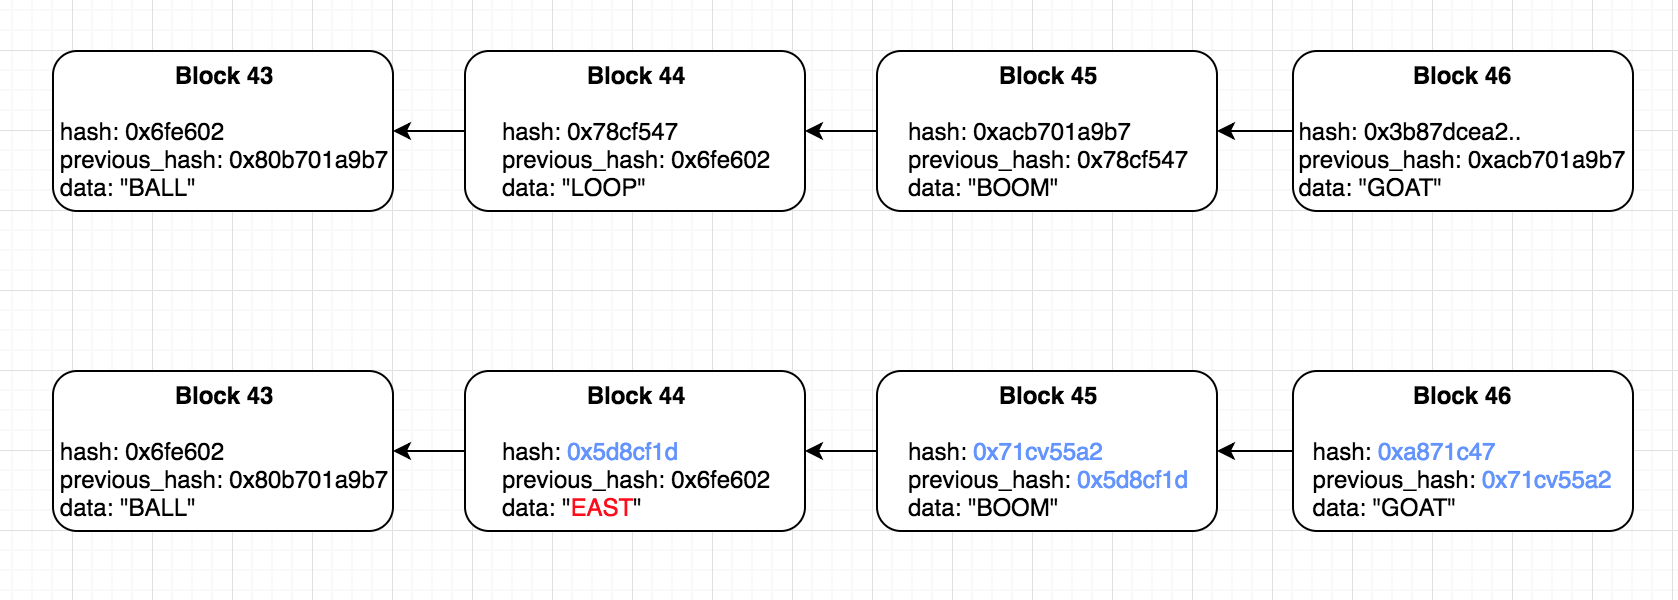 Block 43
hash: 0x6fe602
previous_hash: 0x80b701a9b7
data: "BALL"
Block 44
hash: 0x78cf547
previous_hash: 0x6fe602
data: "LOOP"
Block 45
hash: 0xacb701a9b7
previous_hash: 0x78cf547
data: "BOOM"
Block 46
hash: 0x3b87dcea2..
previous_hash: 0xacb701a9b7
data: "GOAT"
Block 43
hash: 0x6fe602
previous_hash: 0x80b701a9b7
data: "BALL"
Block 44
hash: 0x5d8cf1d
previous_hash: 0x6fe602
data: "EAST"
Block 45
hash: 0x71cv55a2
previous_hash: 0x5d8cf1d
data: "BOOM"
Block 46
hash: 0xa871c47
previous_hash: 0x71cv55a2
data: "GOAT"